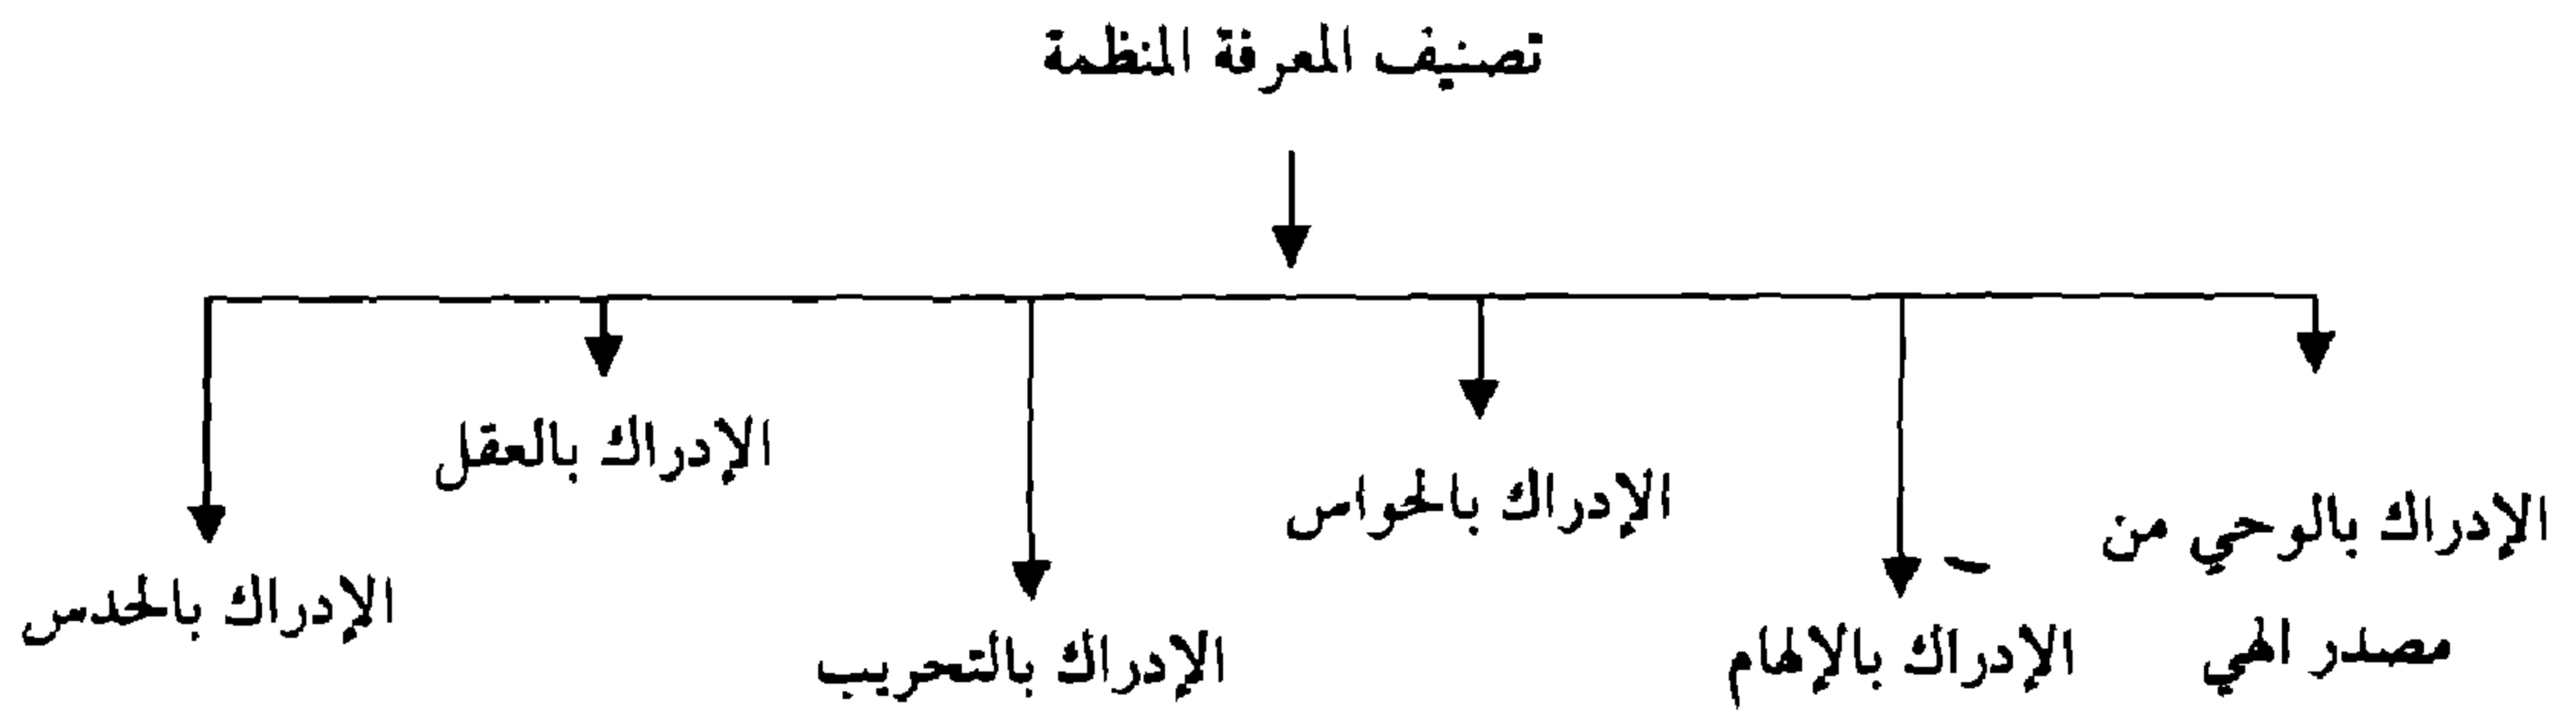 تصنيف المعرفة المنظمة
الإدراك بالوحي من
مصدر الهي
الإدراك بالإلهام
الإدراك بالحواس
الإدراك بالتجريب
الإدراك بالعقل
الإدراك بالحدس